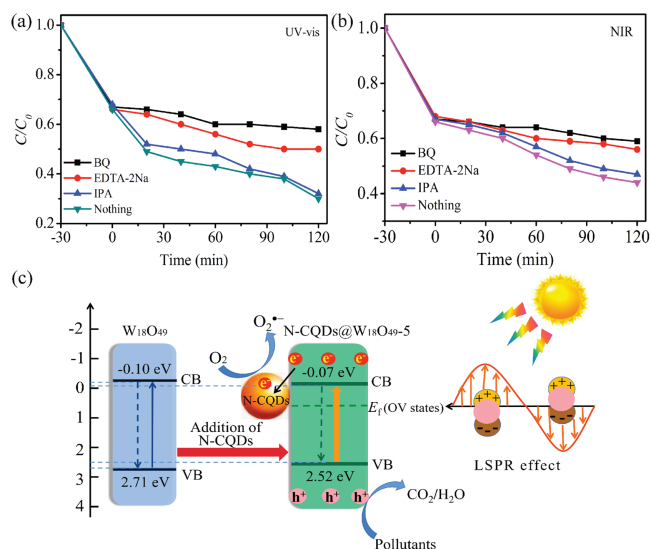 (a)
UV-vis
1.0
0.8
0.6
0.4
0.2
C/C₀
BQ
EDTA-2Na
IPA
Nothing
-30 0 30 60 90 120
Time (min)
(b)
NIR
1.0
0.8
0.6
0.4
C/C₀
BQ
EDTA-2Na
IPA
Nothing
-30 0 30 60 90 120
Time (min)
(c)
-2
-1
0
1
2
3
4
W₁₈O₄₉
-0.10 eV
CB
2.71 eV
VB
Addition of
N-CQDs
O₂
O₂•−
e⁻
N-CQDs
N-CQDs@W₁₈O₄₉-5
e⁻ e⁻ e⁻
-0.07 eV
CB
Ef (OV states)
VB
2.52 eV
h⁺ h⁺ h⁺
CO₂/H₂O
Pollutants
+ + +
− − −
+ + +
− − −
LSPR effect